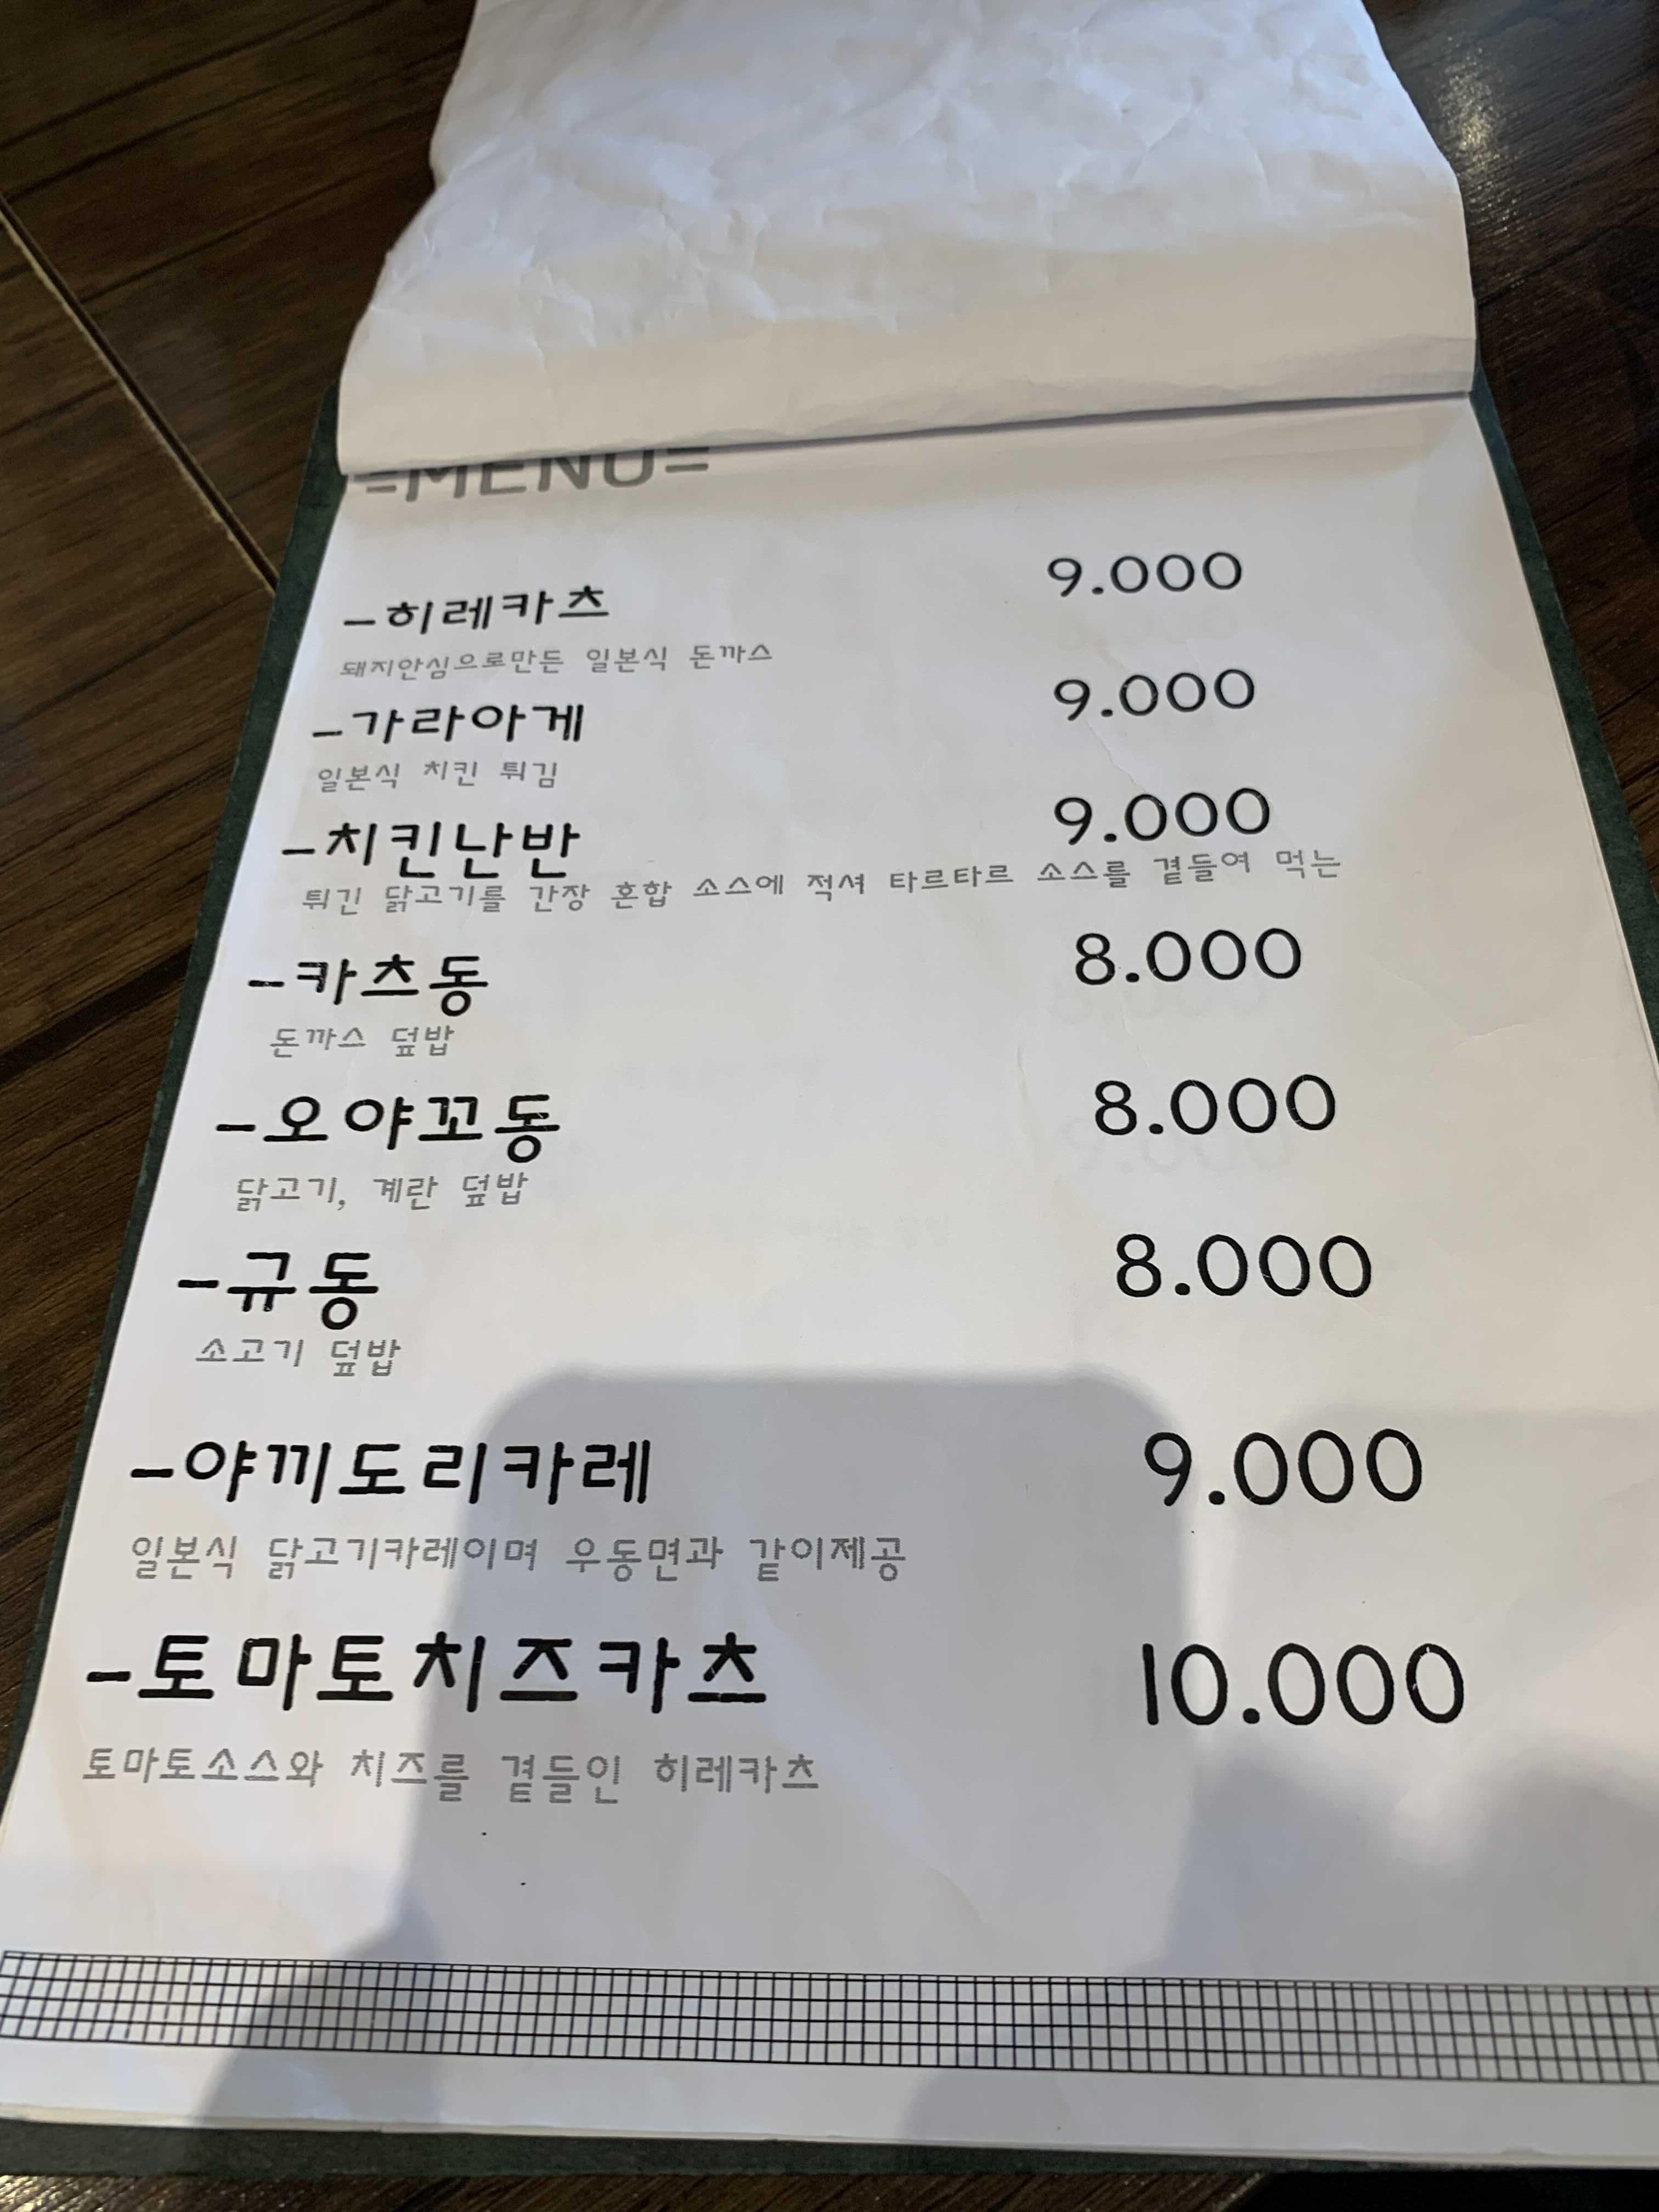 =MENU=
-히레카츠 9.000
돼지안심으로만든 일본식 돈까스
-가라아게 9.000
일본식 치킨 튀김
-치킨난반 9.000
튀긴 닭고기를 간장 혼합 소스에 적셔 타르타르 소스를 곁들여 먹는
-카츠동 8.000
돈까스 덮밥
-오야꼬동 8.000
닭고기, 계란 덮밥
-규동 8.000
소고기 덮밥
-야끼도리카레 9.000
일본식 닭고기카레이며 우동면과 같이제공
-토마토치즈카츠 10.000
토마토소스와 치즈를 곁들인 히레카츠